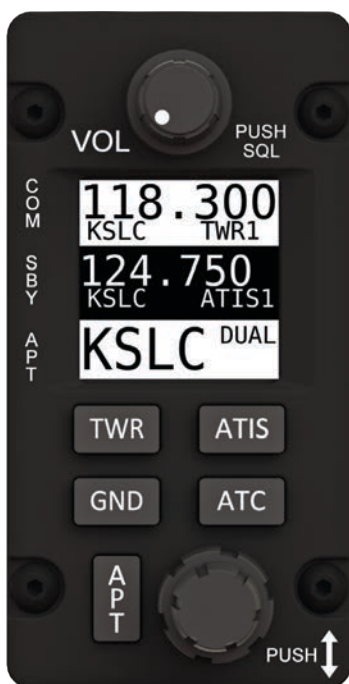 VOL
PUSH
SQL
COM
118.300
KSLC TWR1
SBY
124.750
KSLC ATIS1
APT
KSLC DUAL
TWR
ATIS
GND
ATC
APT
PUSH